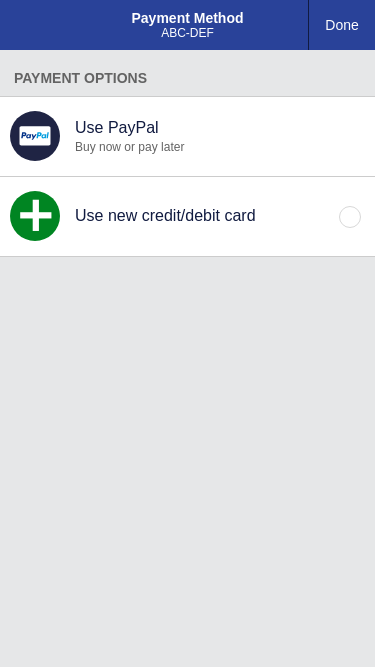 Payment Method
ABC-DEF
Done
PAYMENT OPTIONS
PayPal
Use PayPal
Buy now or pay later
Use new credit/debit card